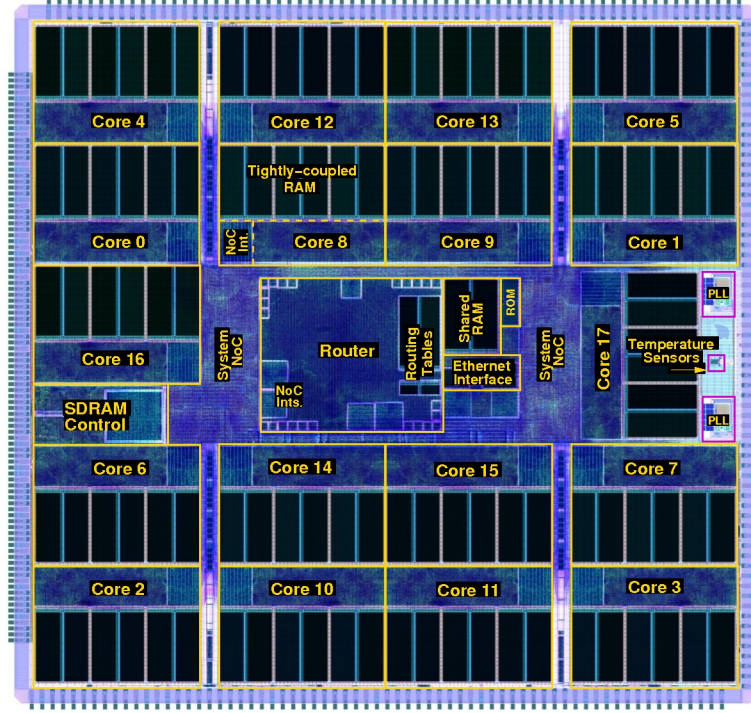 Core 4
Core 12
Core 13
Core 5
Tightly-coupled
RAM
Core 0
NoC
Int.
Core 8
Core 9
Core 1
Core 16
System
NoC
Router
NoC
Ints.
Routing
Tables
Shared
RAM
ROM
Ethernet
Interface
System
NoC
Core 17
PLL
Temperature
Sensors
PLL
SDRAM
Control
Core 6
Core 14
Core 15
Core 7
Core 2
Core 10
Core 11
Core 3